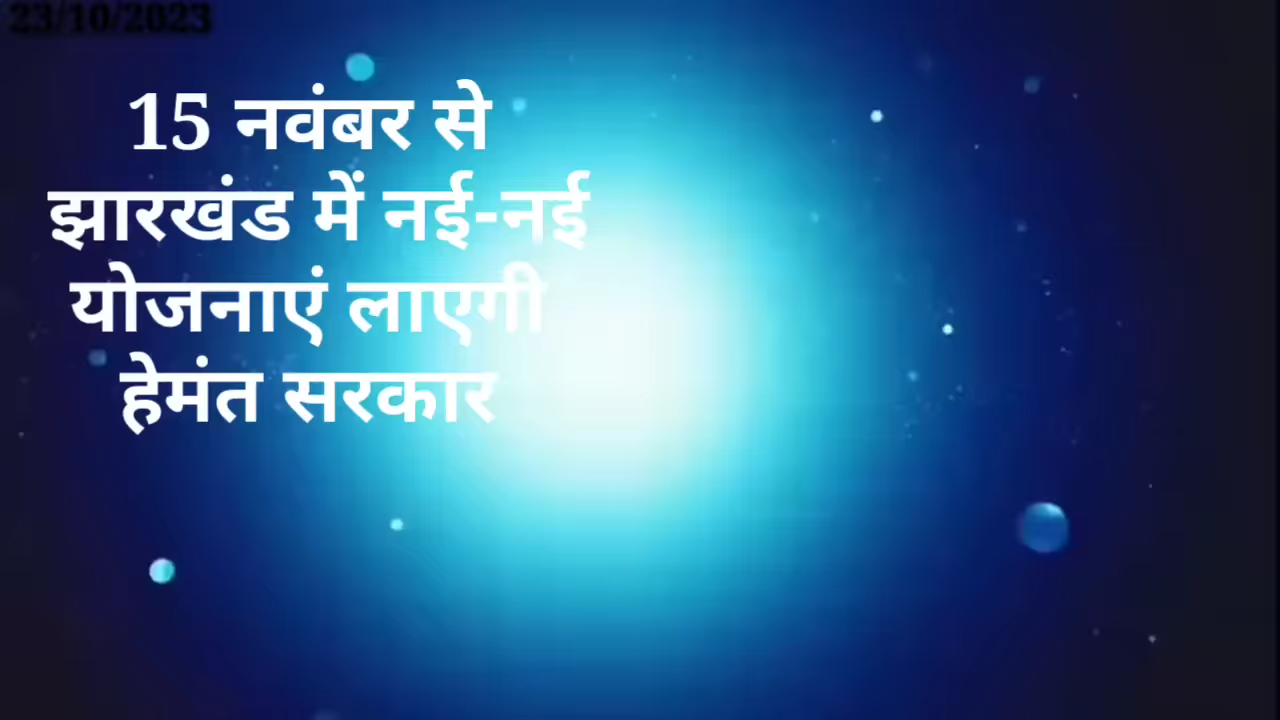 23/10/2023
15 नवंबर से
झारखंड में नई-नई
योजनाएं लाएगी
हेमंत सरकार